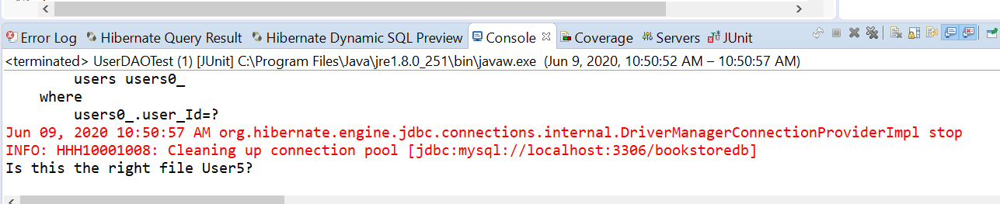 Error Log Hibernate Query Result Hibernate Dynamic SQL Preview Console Coverage Servers JUnit
<terminated> UserDAOTest (1) [JUnit] C:\Program Files\Java\jre1.8.0_251\bin\javaw.exe (Jun 9, 2020, 10:50:52 AM – 10:50:57 AM)
users users0_
where
users0_.user_Id=?
Jun 09, 2020 10:50:57 AM org.hibernate.engine.jdbc.connections.internal.DriverManagerConnectionProviderImpl stop
INFO: HHH10001008: Cleaning up connection pool [jdbc:mysql://localhost:3306/bookstoredb]
Is this the right file User5?